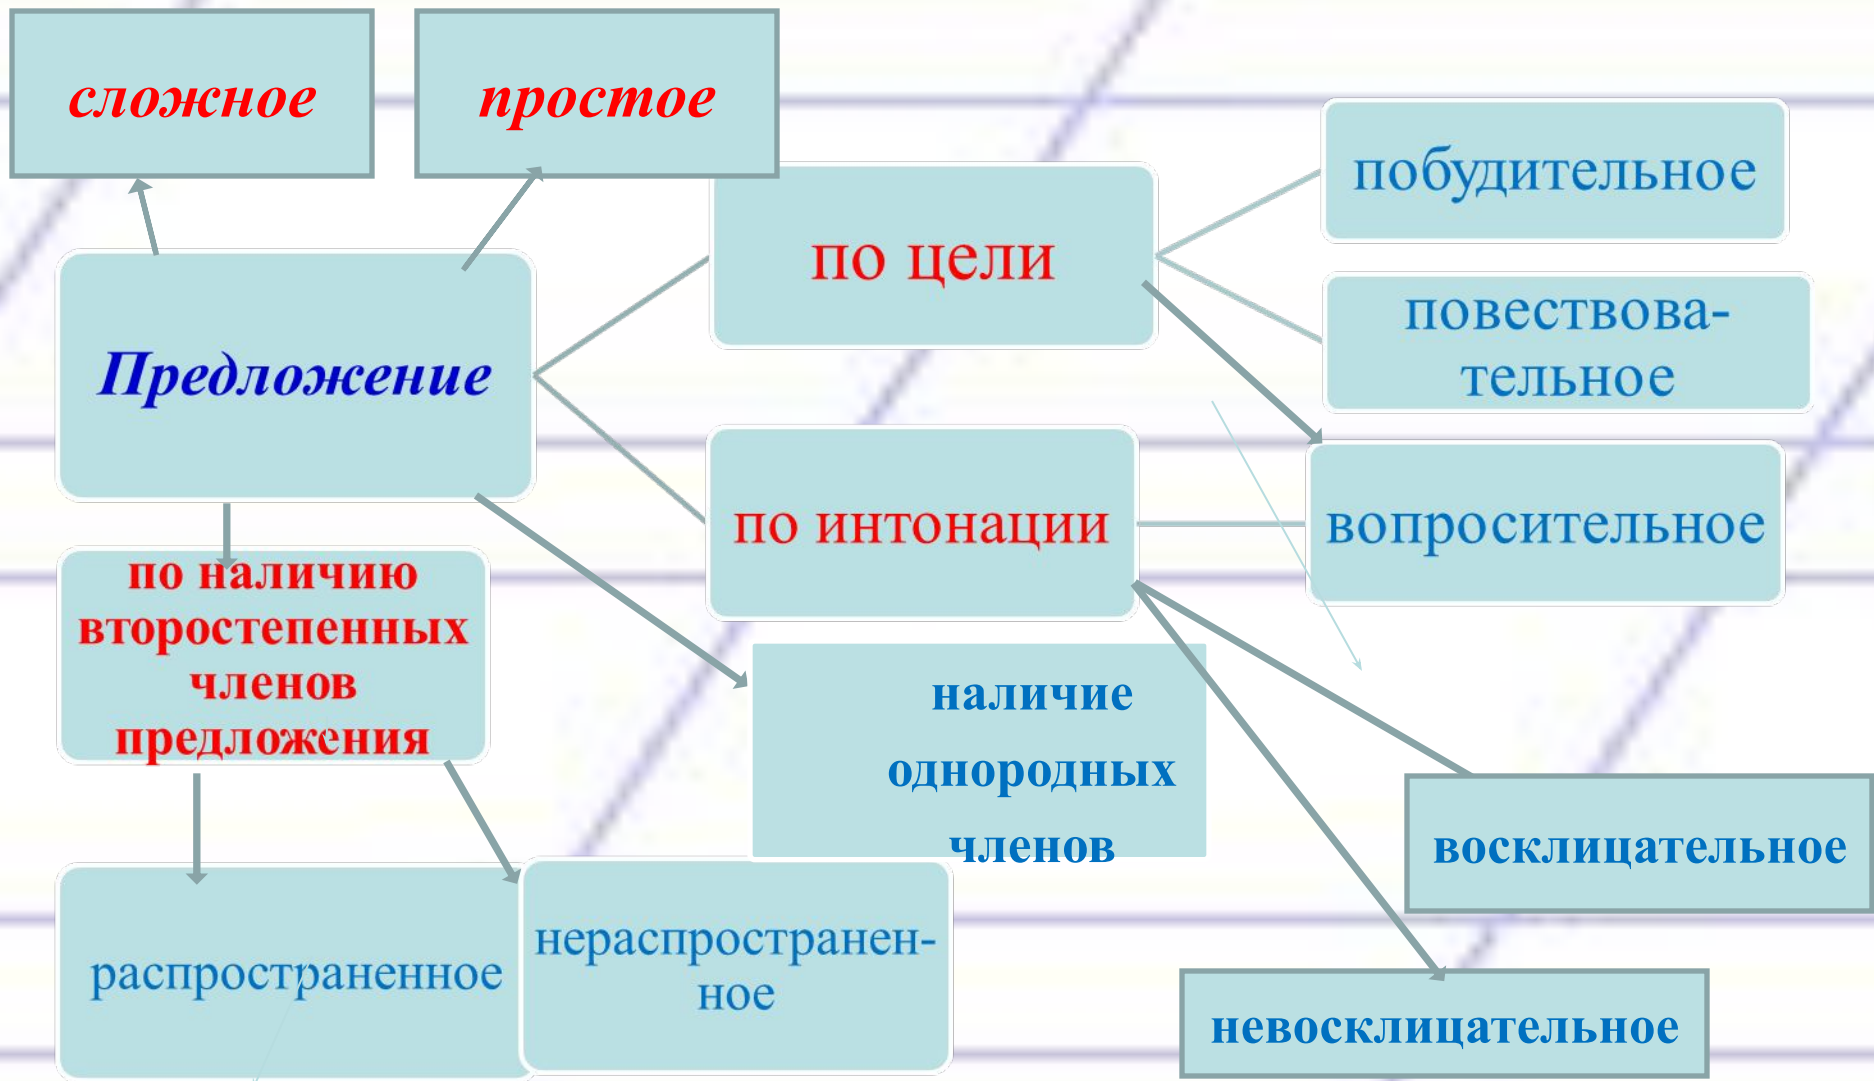 сложное
простое
побудительное
по цели
повествова-
тельное
Предложение
по интонации
вопросительное
по наличию
второстепенных
членов
предложения
наличие
однородных
членов
восклицательное
распространенное
нераспространен-
ное
невосклицательное